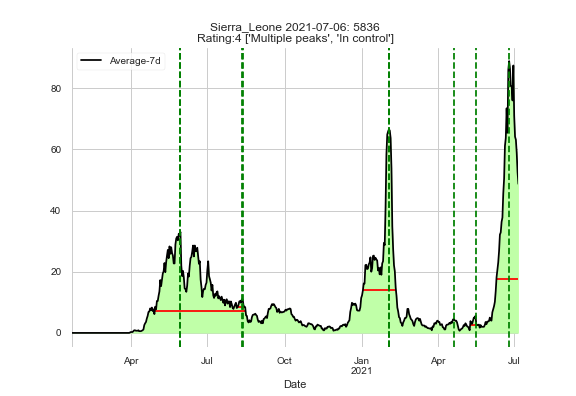 Sierra_Leone 2021-07-06: 5836
Rating:4 ['Multiple peaks', 'In control']
Average-7d
80
60
40
20
0
Apr
Jul
Oct
Jan
2021
Apr
Jul
Date